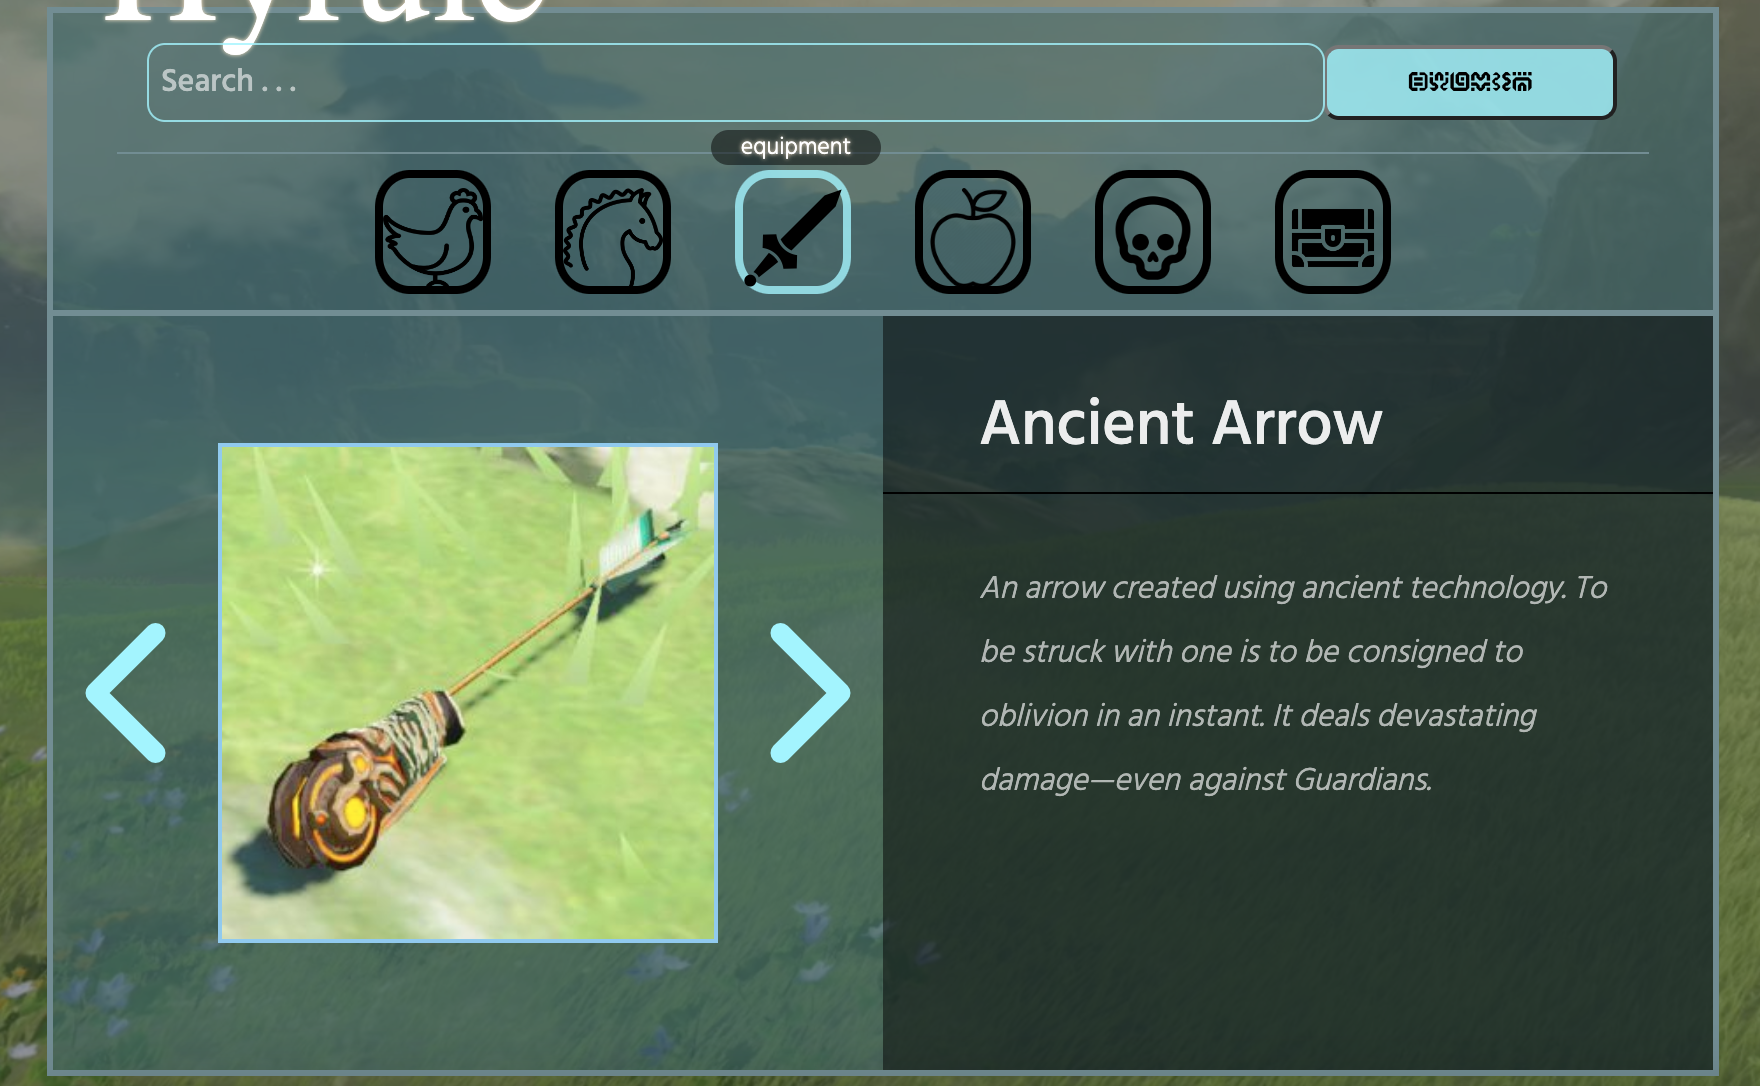 Hyrule
Search . . .
equipment
Ancient Arrow
An arrow created using ancient technology. To
be struck with one is to be consigned to
oblivion in an instant. It deals devastating
damage—even against Guardians.